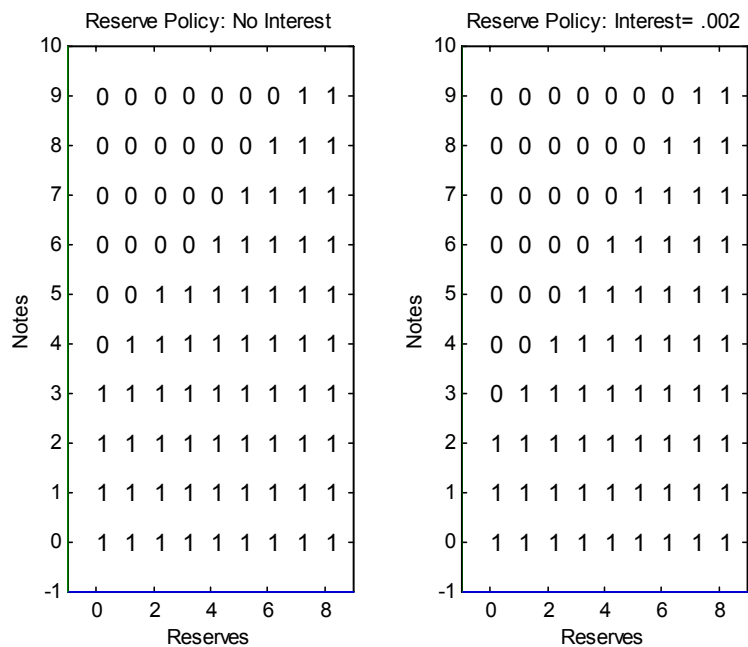 Reserve Policy: No Interest
10
9 0 0 0 0 0 0 0 1 1
8 0 0 0 0 0 0 1 1 1
7 0 0 0 0 0 1 1 1 1
6 0 0 0 0 1 1 1 1 1
5 0 0 1 1 1 1 1 1 1
4 0 1 1 1 1 1 1 1 1
3 1 1 1 1 1 1 1 1 1
2 1 1 1 1 1 1 1 1 1
1 1 1 1 1 1 1 1 1 1
0 1 1 1 1 1 1 1 1 1
-1
Notes
0 2 4 6 8
Reserves
Reserve Policy: Interest= .002
10
9 0 0 0 0 0 0 0 1 1
8 0 0 0 0 0 0 1 1 1
7 0 0 0 0 0 1 1 1 1
6 0 0 0 0 1 1 1 1 1
5 0 0 0 1 1 1 1 1 1
4 0 0 1 1 1 1 1 1 1
3 0 1 1 1 1 1 1 1 1
2 1 1 1 1 1 1 1 1 1
1 1 1 1 1 1 1 1 1 1
0 1 1 1 1 1 1 1 1 1
-1
Notes
0 2 4 6 8
Reserves